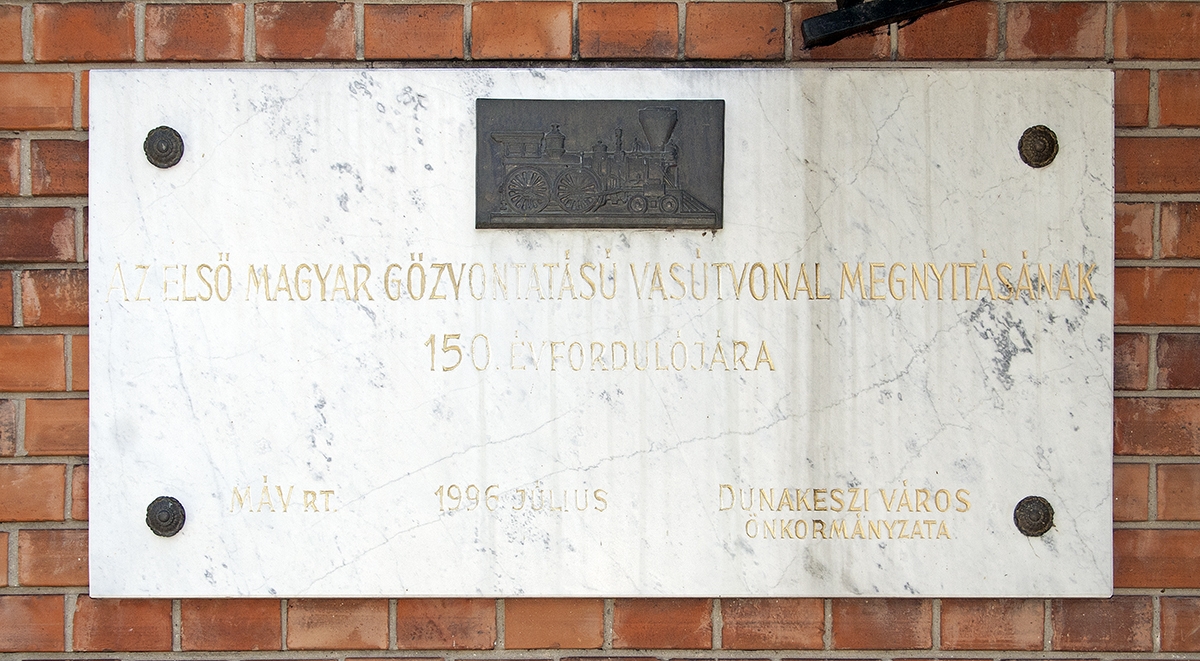 AZ ELSŐ MAGYAR GŐZVONTATÁSÚ VASÚTVONAL MEGNYITÁSÁNAK
150. ÉVFORDULÓJÁRA
MÁV RT. 1996 JÚLIUS DUNAKESZI VÁROS
ÖNKORMÁNYZATA